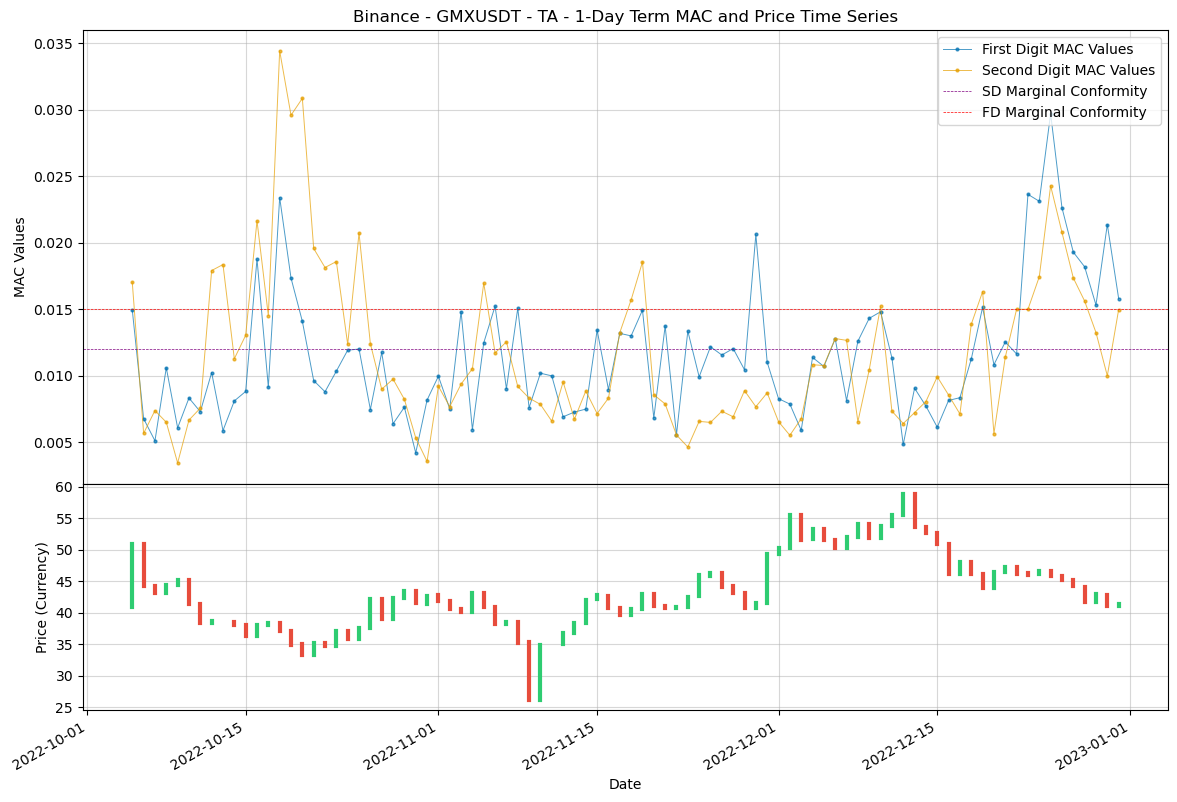 Binance - GMXUSDT - TA - 1-Day Term MAC and Price Time Series
First Digit MAC Values
Second Digit MAC Values
SD Marginal Conformity
FD Marginal Conformity
MAC Values
0.035
0.030
0.025
0.020
0.015
0.010
0.005
Price (Currency)
60
55
50
45
40
35
30
25
2022-10-01
2022-10-15
2022-11-01
2022-11-15
2022-12-01
2022-12-15
2023-01-01
Date